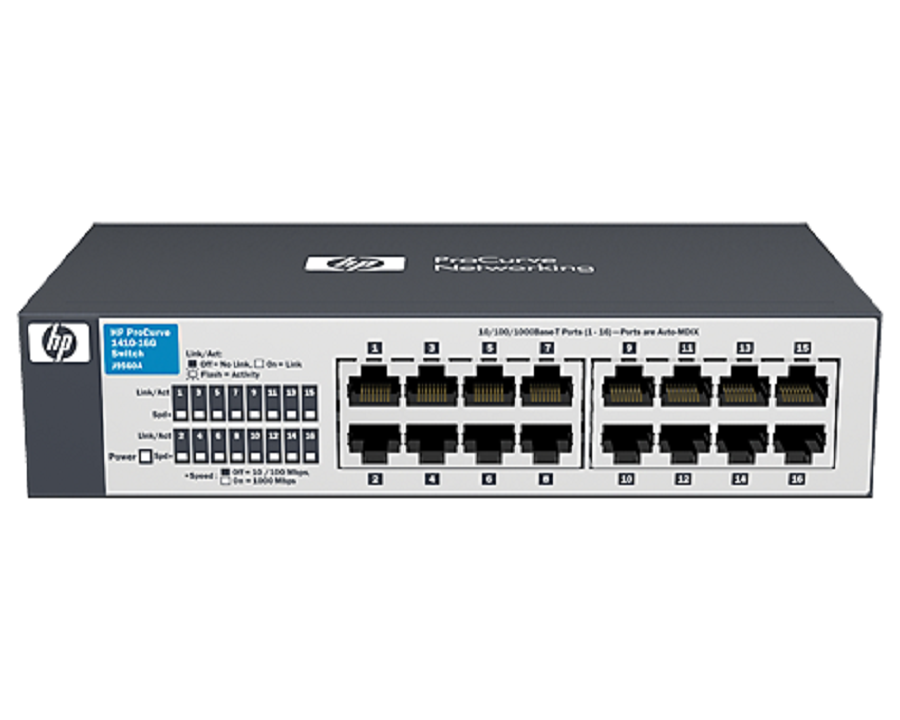 hp
ProCurve
Networking
hp
HP ProCurve
1410-16G
Switch
J9560A
Link/Act:
Off = No Link, On = Link
Flash = Activity
10/100/1000Base-T Ports (1 - 16)—Ports are Auto-MDIX
Link/Act 1 3 5 7 9 11 13 15
Spd*
Link/Act 2 4 6 8 10 12 14 16
Power Spd*
*Speed: Off = 10 / 100 Mbps,
On = 1000 Mbps
1 3 5 7 9 11 13 15
2 4 6 8 10 12 14 16